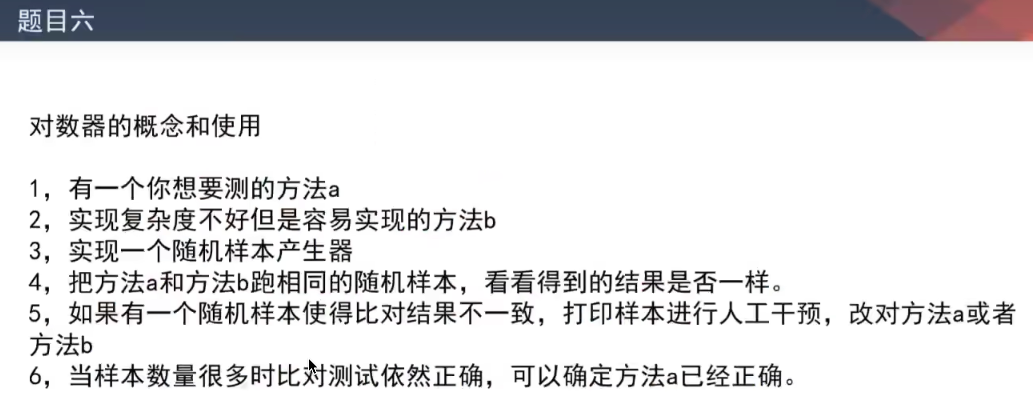 题目六
对数器的概念和使用
1，有一个你想要测的方法a
2，实现复杂度不好但是容易实现的方法b
3，实现一个随机样本产生器
4，把方法a和方法b跑相同的随机样本，看看得到的结果是否一样。
5，如果有一个随机样本使得比对结果不一致，打印样本进行人工干预，改对方法a或者
方法b
6，当样本数量很多时比对测试依然正确，可以确定方法a已经正确。